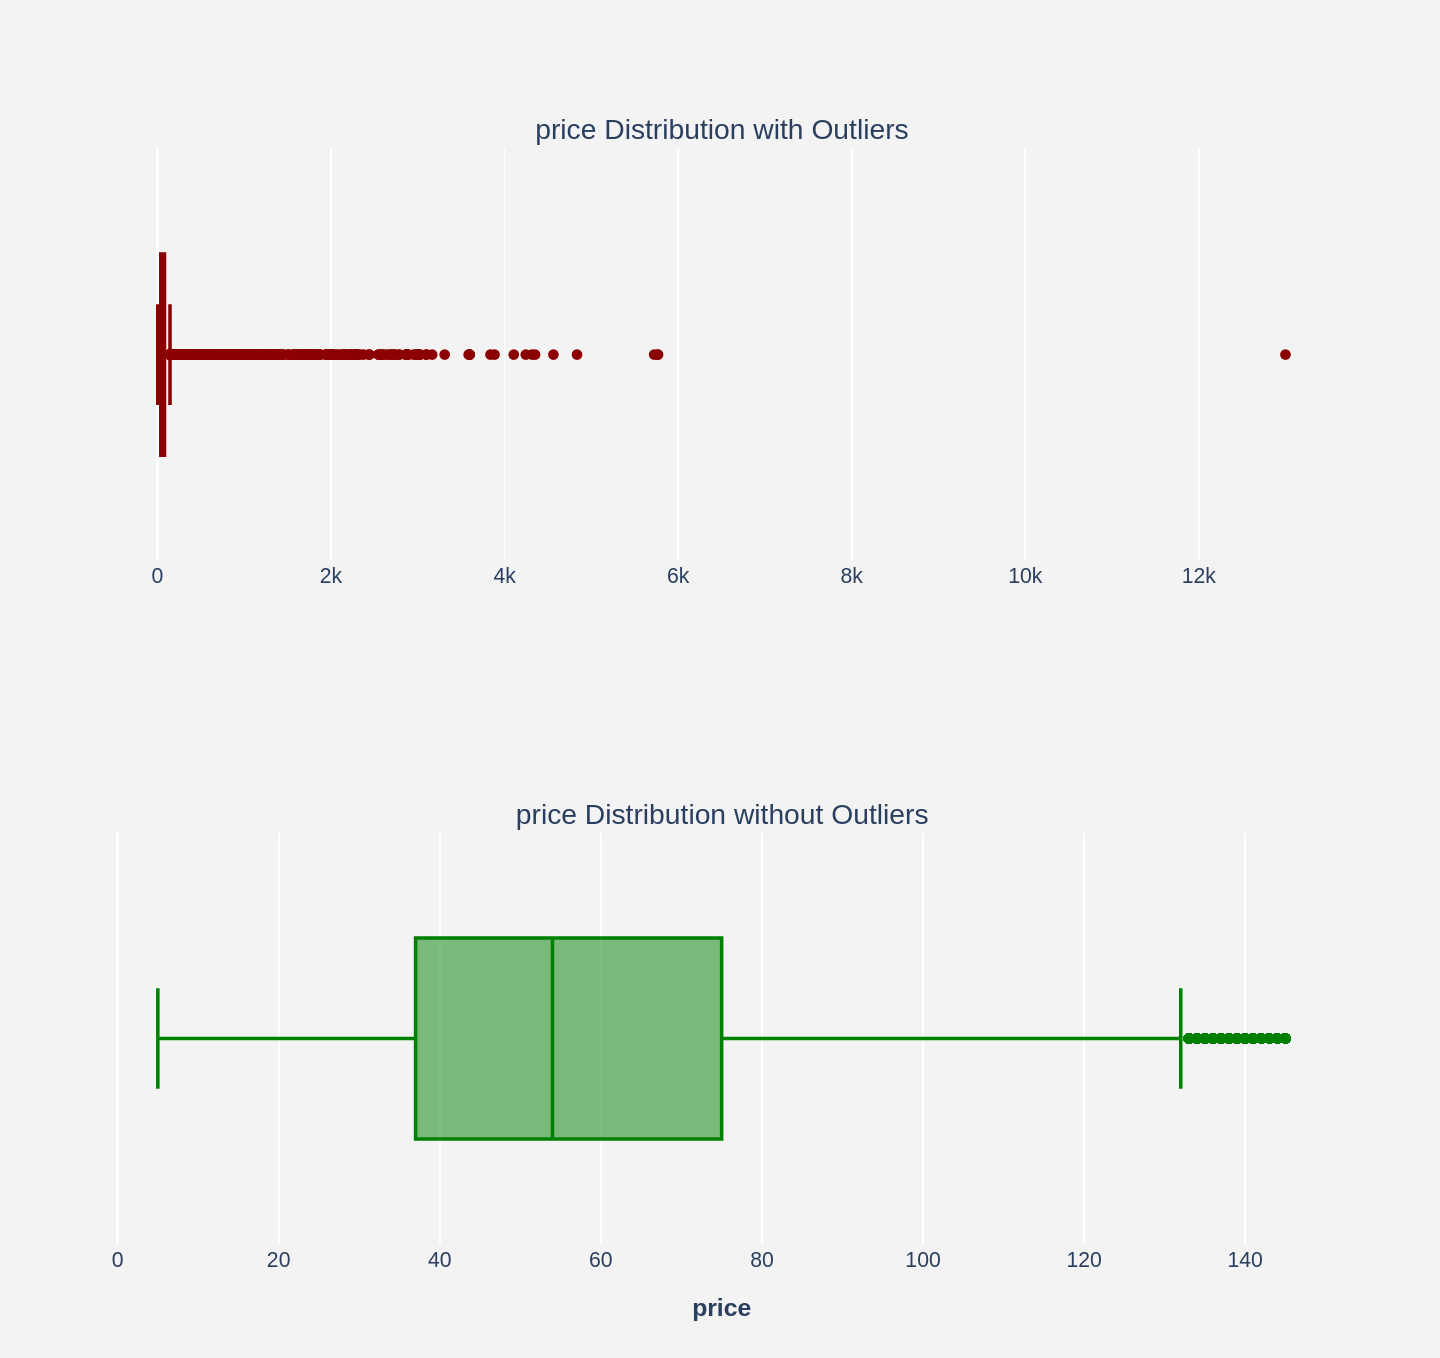 price Distribution with Outliers
0 2k 4k 6k 8k 10k 12k
price Distribution without Outliers
0 20 40 60 80 100 120 140
price